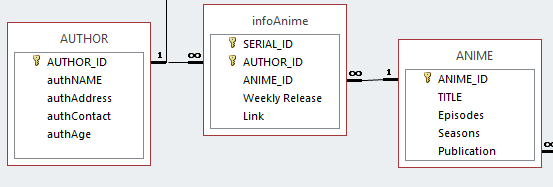 AUTHOR
AUTHOR_ID
authNAME
authAddress
authContact
authAge
1
∞
infoAnime
SERIAL_ID
AUTHOR_ID
ANIME_ID
Weekly Release
Link
∞
1
ANIME
ANIME_ID
TITLE
Episodes
Seasons
Publication
∞